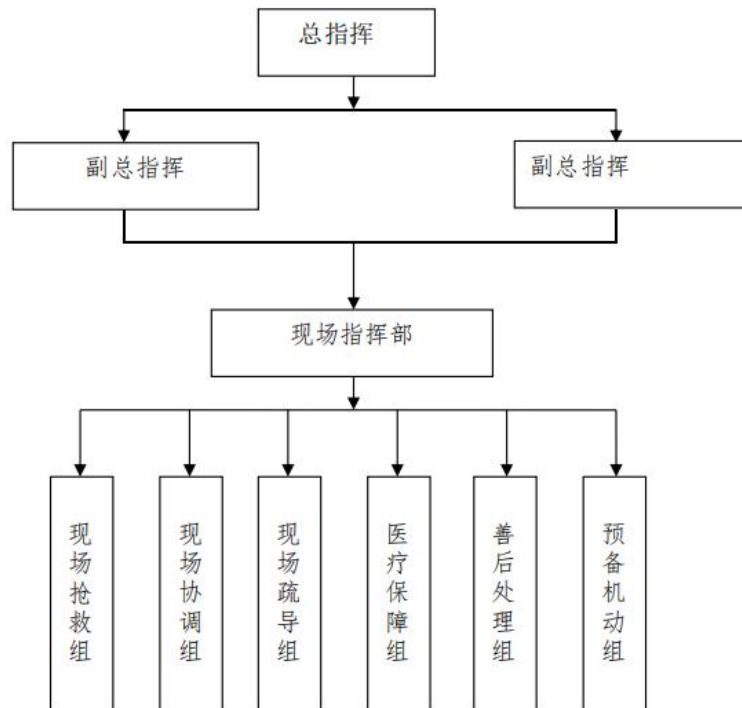 总指挥
副总指挥
副总指挥
现场指挥部
现场抢救组
现场协调组
现场疏导组
医疗保障组
善后处理组
预备机动组